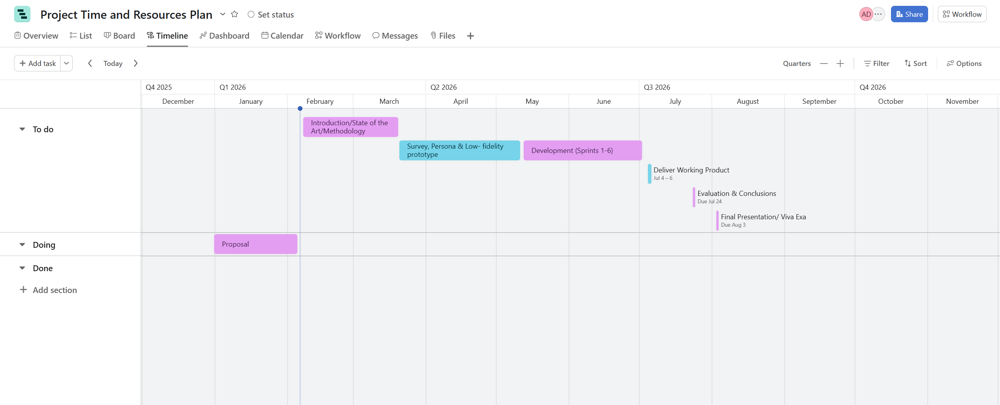 Project Time and Resources Plan
Set status
AD
Share
Workflow
Overview
List
Board
Timeline
Dashboard
Calendar
Workflow
Messages
Files
Add task
Today
Quarters
Filter
Sort
Options
Q4 2025
Q1 2026
Q2 2026
Q3 2026
Q4 2026
December
January
February
March
April
May
June
July
August
September
October
November
To do
Introduction/State of the
Art/Methodology
Survey, Persona & Low- fidelity
prototype
Development (Sprints 1-6)
Deliver Working Product
Jul 4 – 6
Evaluation & Conclusions
Due Jul 24
Final Presentation/ Viva Exa
Due Aug 3
Doing
Proposal
Done
Add section